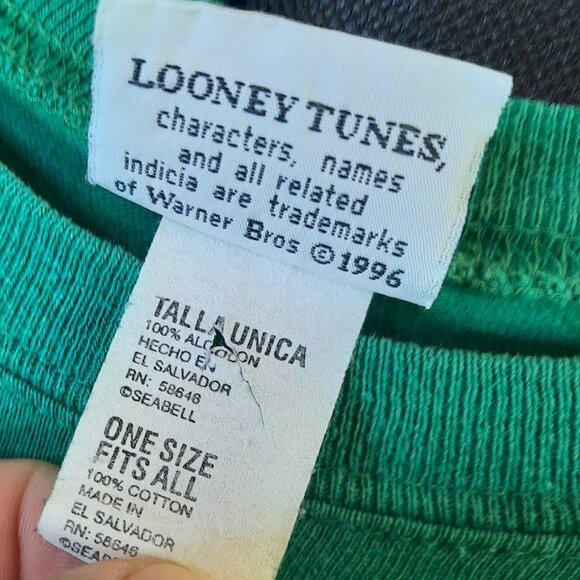 LOONEY TUNES,
characters, names
and all related
indicia are trademarks
of Warner Bros ©1996
TALLA UNICA
100% ALGODON
HECHO EN
EL SALVADOR
RN: 58646
©SEABELL
ONE SIZE
FITS ALL
100% COTTON
MADE IN
EL SALVADOR
RN: 58646
©SEABELL